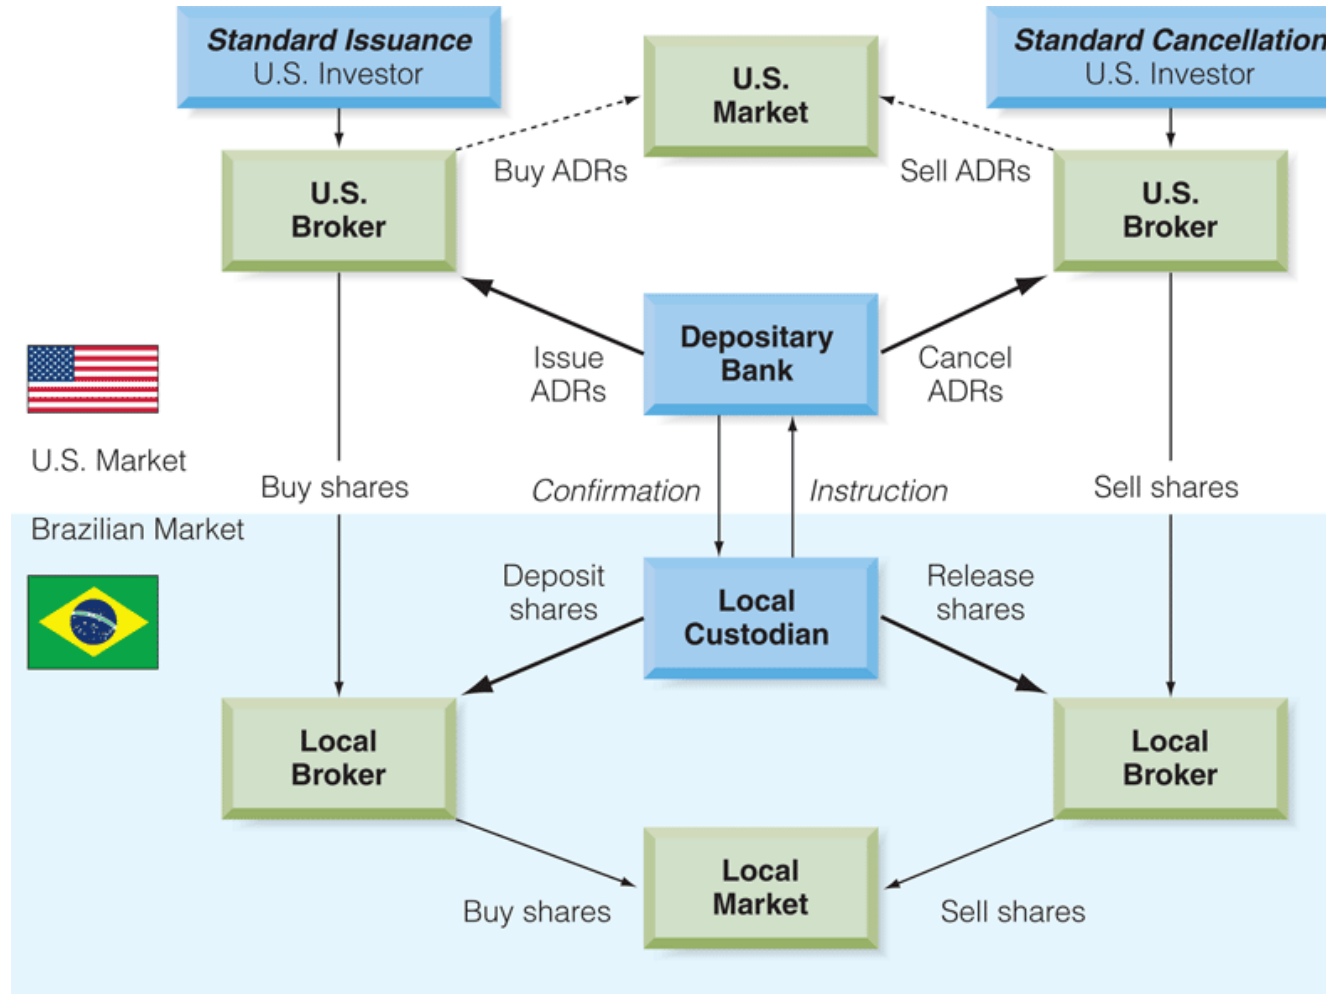 Standard Issuance
U.S. Investor
U.S.
Market
Standard Cancellation
U.S. Investor
Buy ADRs
Sell ADRs
U.S.
Broker
U.S.
Broker
Depositary
Bank
Issue
ADRs
Cancel
ADRs
U.S. Market
Buy shares
Confirmation
Instruction
Sell shares
Brazilian Market
Deposit
shares
Local
Custodian
Release
shares
Local
Broker
Local
Broker
Local
Market
Buy shares
Sell shares